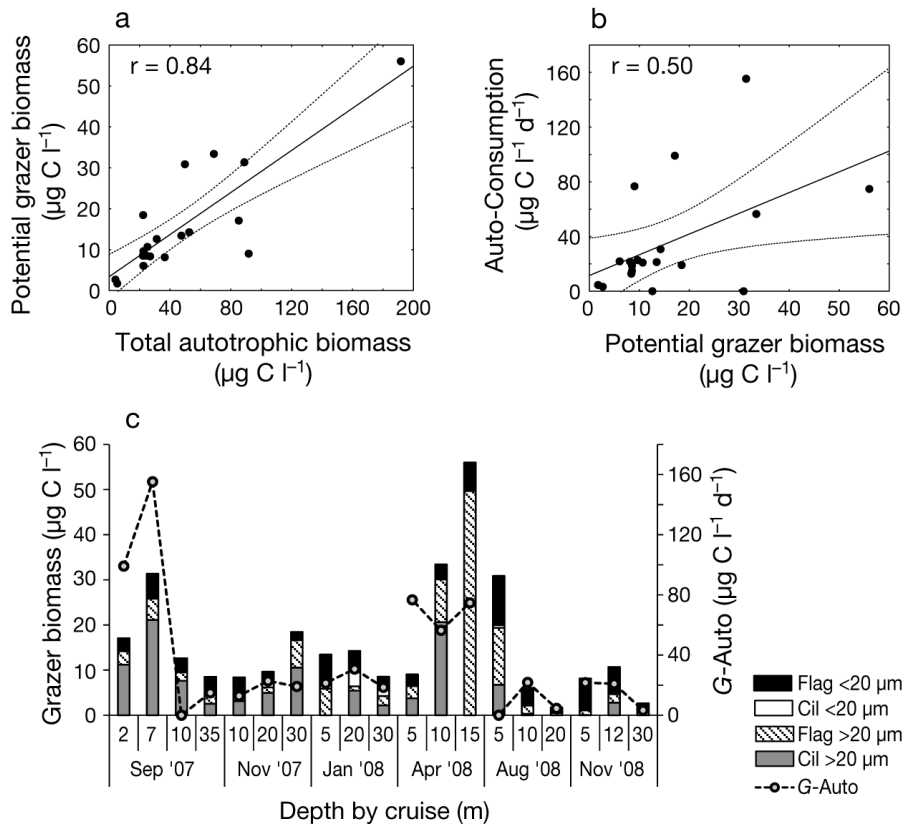 a
r = 0.84
Potential grazer biomass
(µg C l⁻¹)
60
50
40
30
20
10
0
0 40 80 120 160 200
Total autotrophic biomass
(µg C l⁻¹)
b
r = 0.50
Auto-Consumption
(µg C l⁻¹ d⁻¹)
160
120
80
40
0
0 10 20 30 40 50 60
Potential grazer biomass
(µg C l⁻¹)
c
Grazer biomass (µg C l⁻¹)
60
50
40
30
20
10
0
G-Auto (µg C l⁻¹ d⁻¹)
160
120
80
40
0
2 7 10 35 10 20 30 5 20 30 5 10 15 5 10 20 5 12 30
Sep '07 Nov '07 Jan '08 Apr '08 Aug '08 Nov '08
Depth by cruise (m)
Flag <20 µm
Cil <20 µm
Flag >20 µm
Cil >20 µm
G-Auto